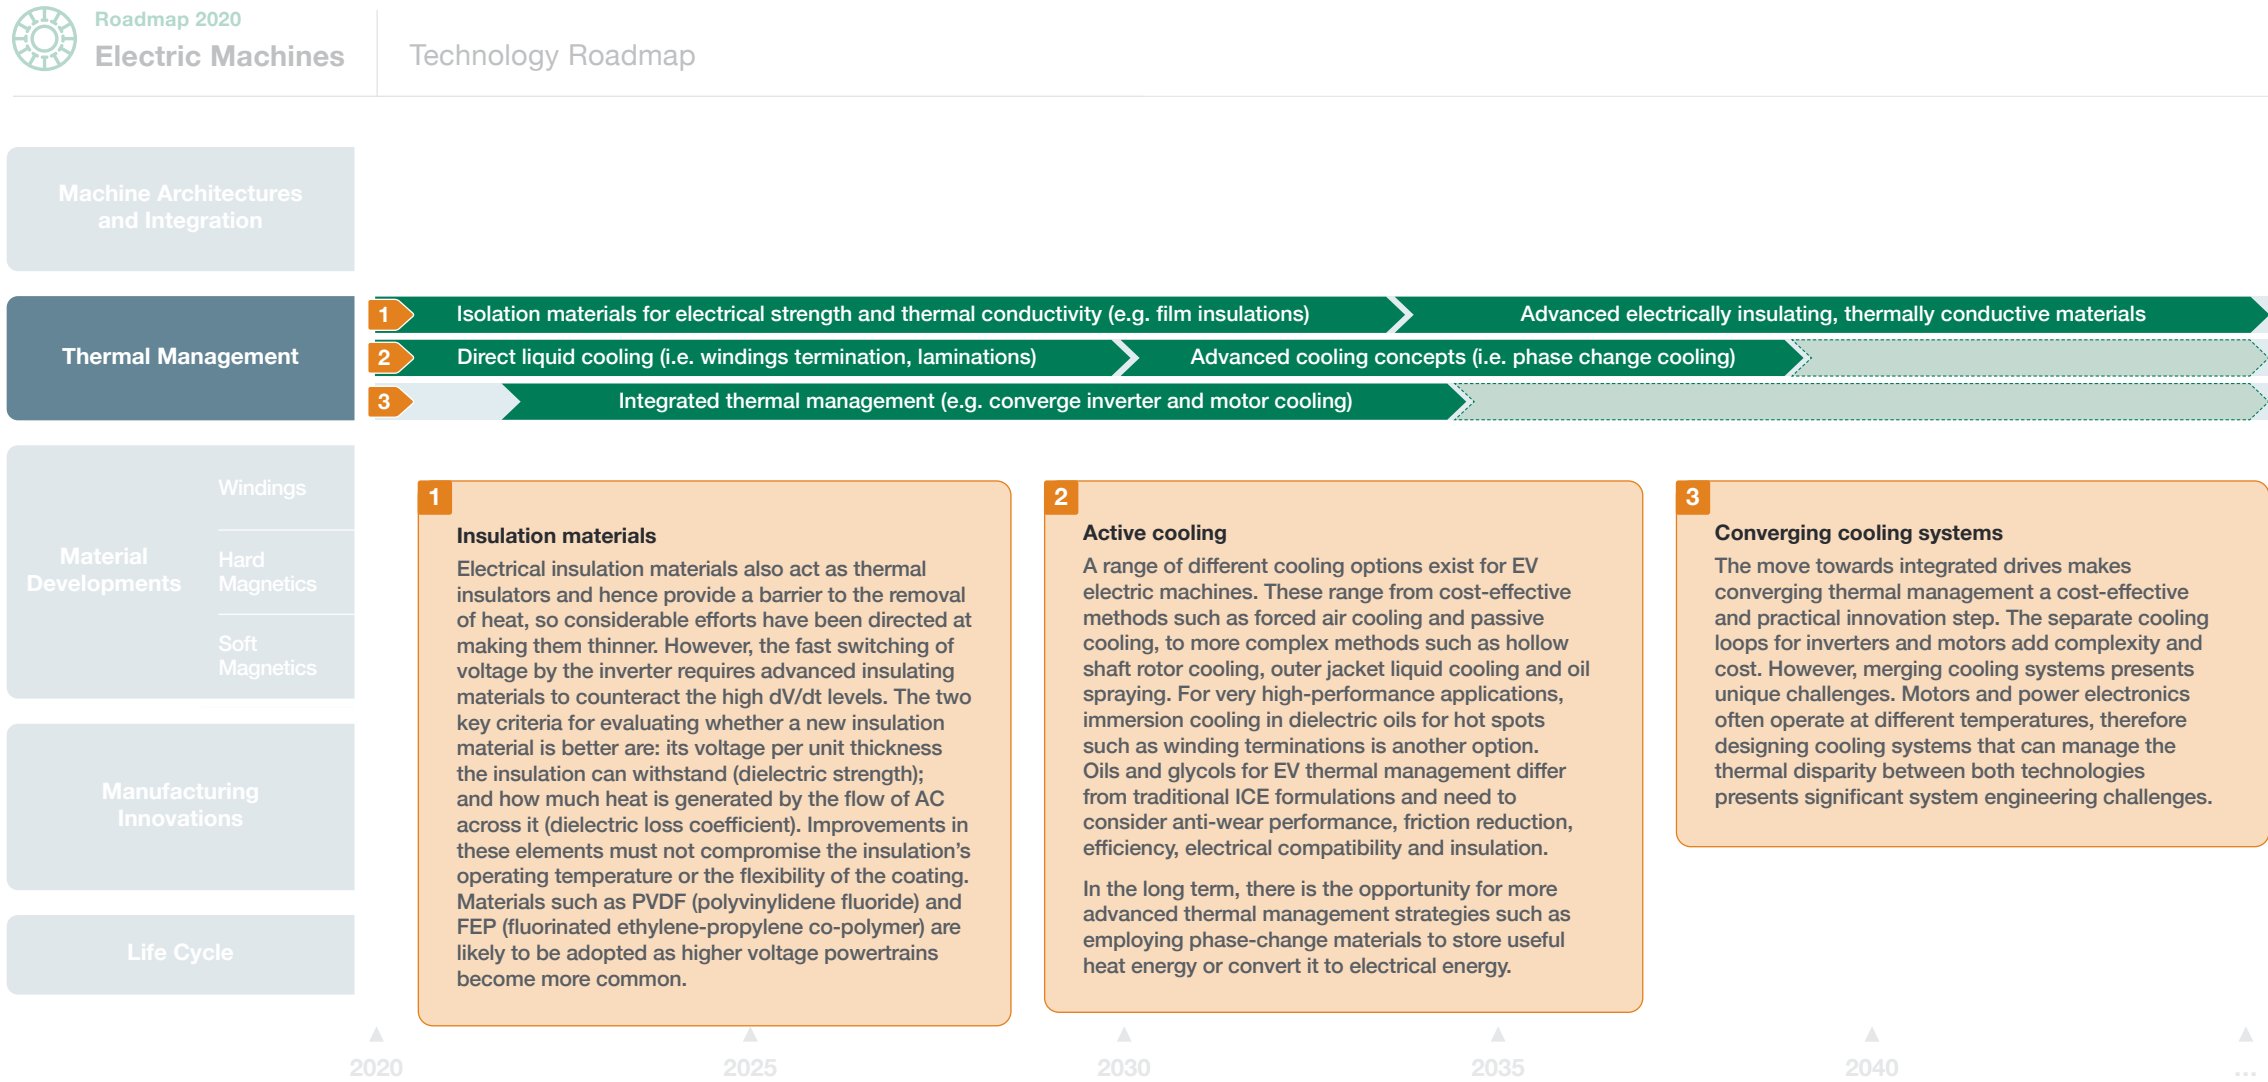 Roadmap 2020
Electric Machines
Technology Roadmap
Machine Architectures
and Integration
Thermal Management
1 Isolation materials for electrical strength and thermal conductivity (e.g. film insulations)
Advanced electrically insulating, thermally conductive materials
2 Direct liquid cooling (i.e. windings termination, laminations)
Advanced cooling concepts (i.e. phase change cooling)
3 Integrated thermal management (e.g. converge inverter and motor cooling)
Material
Developments
Windings
Hard
Magnetics
Soft
Magnetics
Manufacturing
Innovations
Life Cycle
1
Insulation materials
Electrical insulation materials also act as thermal
insulators and hence provide a barrier to the removal
of heat, so considerable efforts have been directed at
making them thinner. However, the fast switching of
voltage by the inverter requires advanced insulating
materials to counteract the high dV/dt levels. The two
key criteria for evaluating whether a new insulation
material is better are: its voltage per unit thickness
the insulation can withstand (dielectric strength);
and how much heat is generated by the flow of AC
across it (dielectric loss coefficient). Improvements in
these elements must not compromise the insulation's
operating temperature or the flexibility of the coating.
Materials such as PVDF (polyvinylidene fluoride) and
FEP (fluorinated ethylene-propylene co-polymer) are
likely to be adopted as higher voltage powertrains
become more common.
2
Active cooling
A range of different cooling options exist for EV
electric machines. These range from cost-effective
methods such as forced air cooling and passive
cooling, to more complex methods such as hollow
shaft rotor cooling, outer jacket liquid cooling and oil
spraying. For very high-performance applications,
immersion cooling in dielectric oils for hot spots
such as winding terminations is another option.
Oils and glycols for EV thermal management differ
from traditional ICE formulations and need to
consider anti-wear performance, friction reduction,
efficiency, electrical compatibility and insulation.
In the long term, there is the opportunity for more
advanced thermal management strategies such as
employing phase-change materials to store useful
heat energy or convert it to electrical energy.
3
Converging cooling systems
The move towards integrated drives makes
converging thermal management a cost-effective
and practical innovation step. The separate cooling
loops for inverters and motors add complexity and
cost. However, merging cooling systems presents
unique challenges. Motors and power electronics
often operate at different temperatures, therefore
designing cooling systems that can manage the
thermal disparity between both technologies
presents significant system engineering challenges.
2020
2025
2030
2035
2040
...